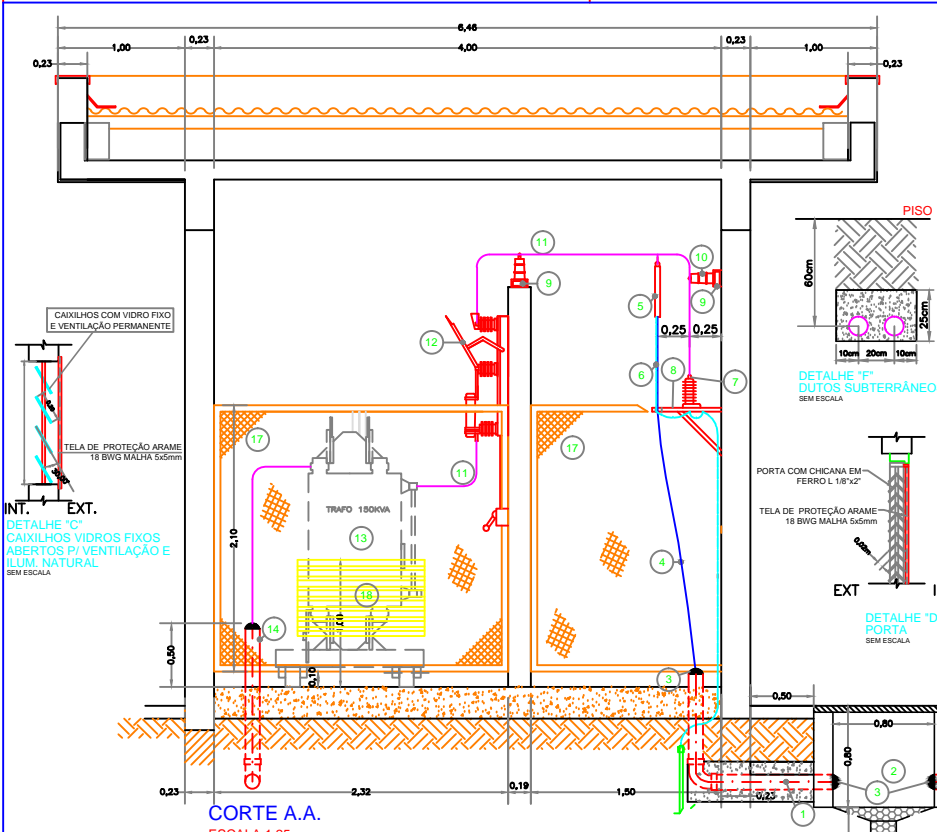 6,46
1,00
0,23
4,00
0,23
1,00
0,23
0,23
PISO
60cm
25cm
10cm
20cm
10cm
DETALHE "F"
DUTOS SUBTERRÂNEO
SEM ESCALA
11
10
9
9
5
12
0,25
0,25
6
8
7
CAIXILHOS COM VIDRO FIXO
E VENTILAÇÃO PERMANENTE
TELA DE PROTEÇÃO ARAME
18 BWG MALHA 5x5mm
30,00°
INT.
EXT.
DETALHE "C"
CAIXILHOS VIDROS FIXOS
ABERTOS P/ VENTILAÇÃO E
ILUM. NATURAL
SEM ESCALA
17
17
11
2,10
TRAFO 150KVA
13
18
4
14
0,50
0,10
3
PORTA COM CHICANA EM
FERRO L 1/8"x2"
TELA DE PROTEÇÃO ARAME
18 BWG MALHA 5x5mm
0,02m
EXT
I
DETALHE "D
PORTA
SEM ESCALA
0,50
0,80
0,80
2
3
1
0,23
0,23
2,32
0,19
1,50
CORTE A.A.